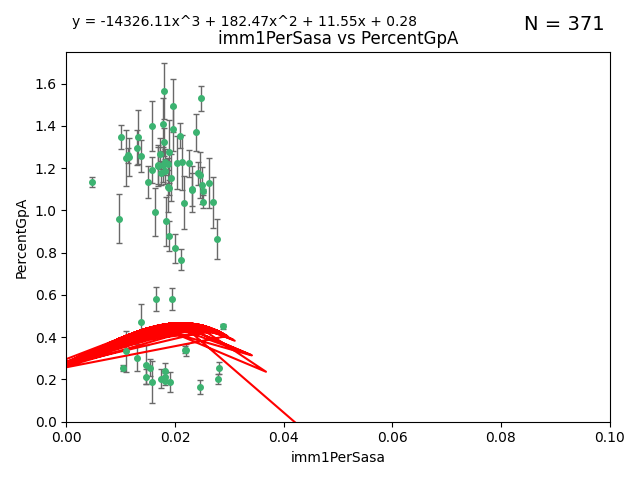 y = -14326.11x^3 + 182.47x^2 + 11.55x + 0.28
N = 371
imm1PerSasa vs PercentGpA
PercentGpA
1.6
1.4
1.2
1.0
0.8
0.6
0.4
0.2
0.0
0.00 0.02 0.04 0.06 0.08 0.10
imm1PerSasa